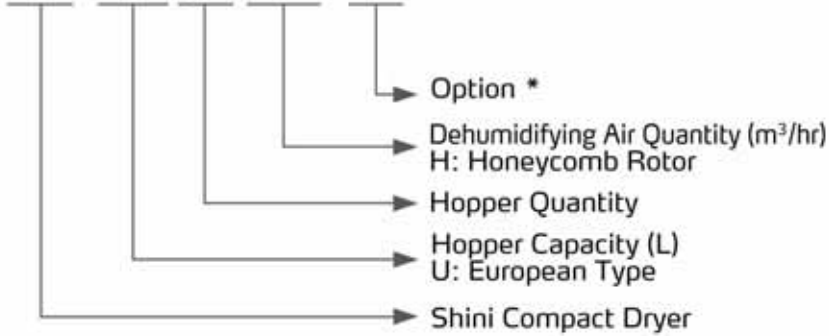 Option *
Dehumidifying Air Quantity (m³/hr)
H: Honeycomb Rotor
Hopper Quantity
Hopper Capacity (L)
U: European Type
Shini Compact Dryer